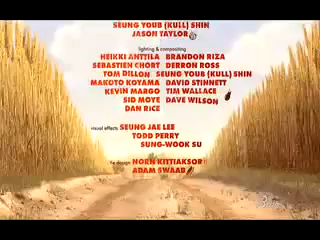 SEUNG YOUB (KULL) SHIN
JASON TAYLOR
lighting & compositing
HEIKKI ANTTILA BRANDON RIZA
SEBASTIEN CHORT DERRON ROSS
TOM DILLON SEUNG YOUB (KULL) SHIN
MAKOTO KOYAMA DAVID STINNETT
KEVIN MARGO TIM WALLACE
SID MOYE DAVE WILSON
DAN RICE
visual effects SEUNG JAE LEE
TODD PERRY
SUNG-WOOK SU
design NORN KITTIAKSORN
ADAM SWAAB